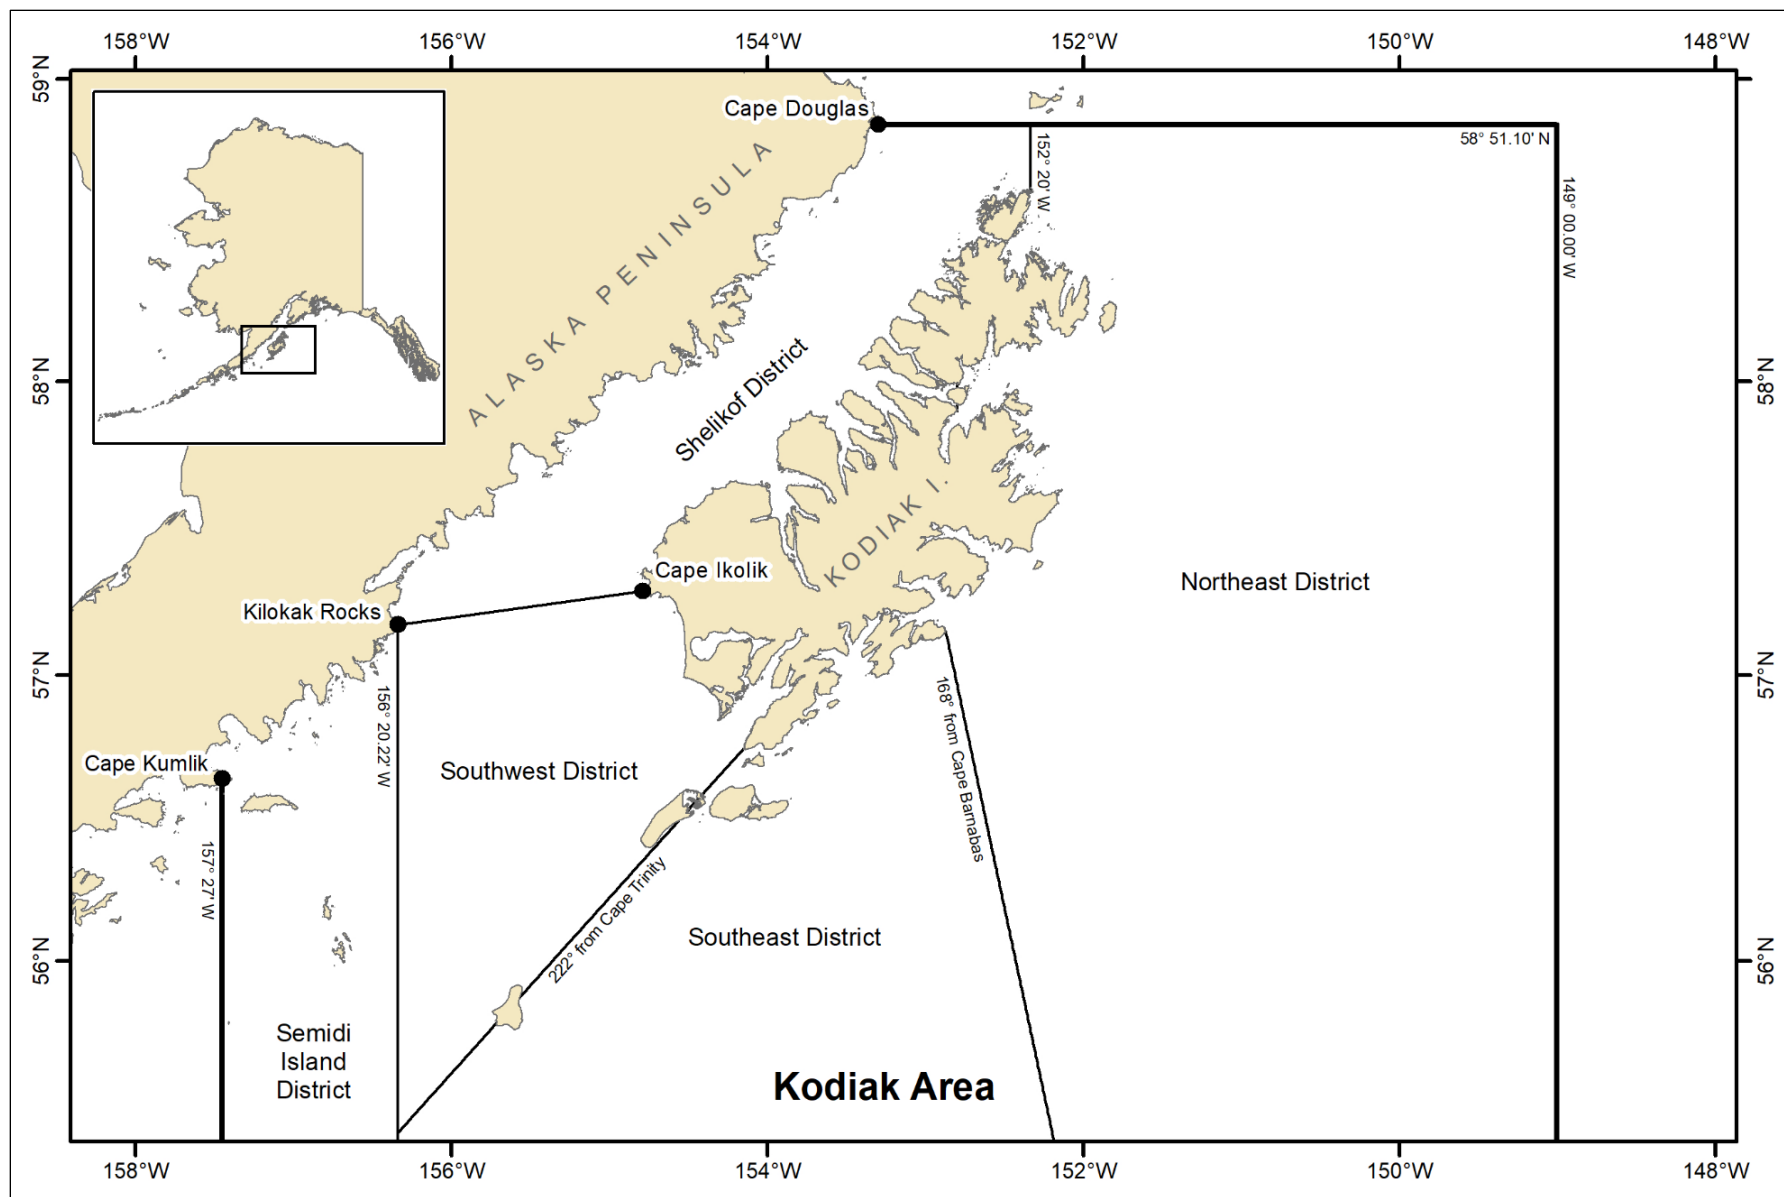 158°W
156°W
154°W
152°W
150°W
148°W
59°N
Cape Douglas
58° 51.10' N
152° 20' W
149° 00.00' W
ALASKA PENINSULA
58°N
58°N
Shelikof District
KODIAK I.
Cape Ikolik
Northeast District
Kilokak Rocks
57°N
57°N
156° 20.22' W
168° from Cape Barnabas
Cape Kumlik
Southwest District
157° 27' W
222° from Cape Trinity
Southeast District
56°N
56°N
Semidi
Island
District
Kodiak Area
158°W
156°W
154°W
152°W
150°W
148°W